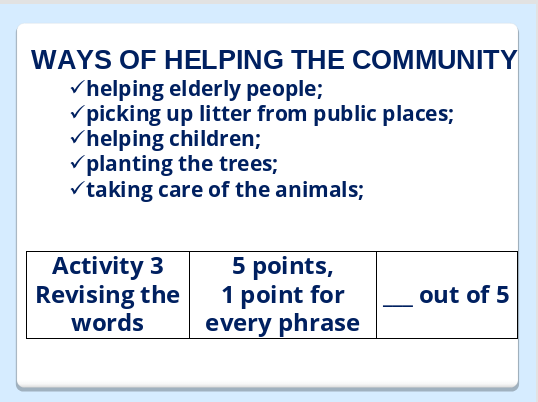 WAYS OF HELPING THE COMMUNITY
✓helping elderly people;
✓picking up litter from public places;
✓helping children;
✓planting the trees;
✓taking care of the animals;
Activity 3
Revising the
words
5 points,
1 point for
every phrase
___ out of 5